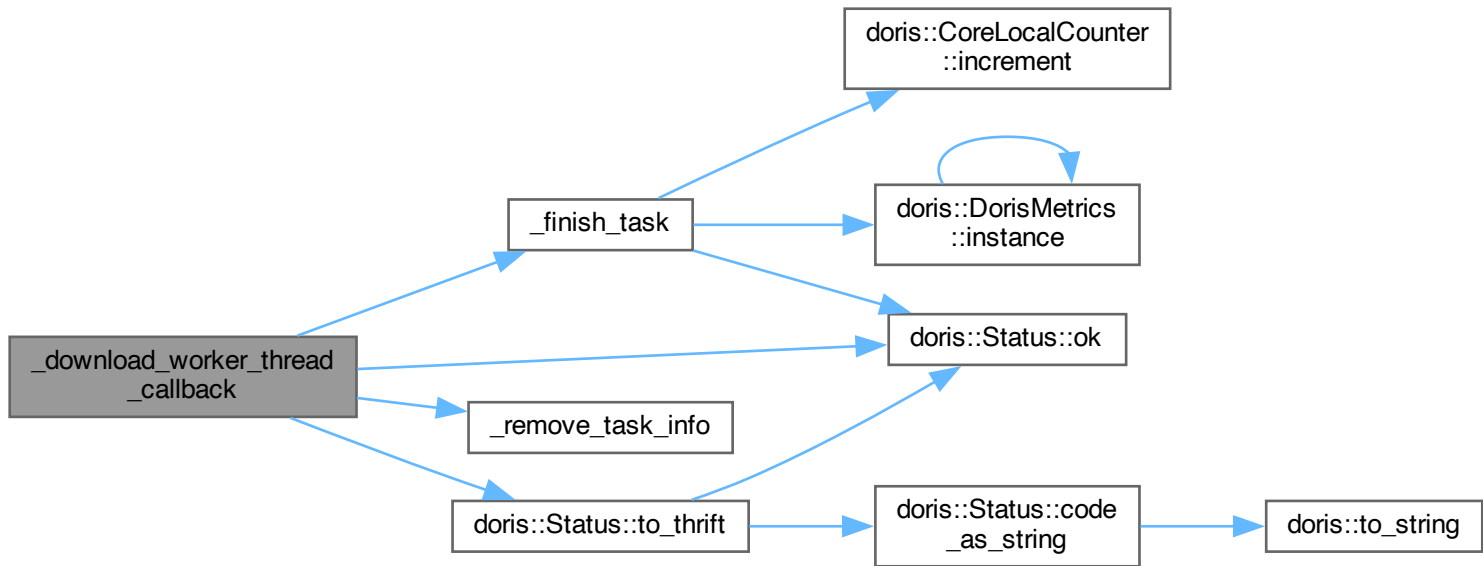 doris::CoreLocalCounter
::increment
doris::DorisMetrics
::instance
_finish_task
doris::Status::ok
_download_worker_thread
_callback
_remove_task_info
doris::Status::to_thrift
doris::Status::code
_as_string
doris::to_string